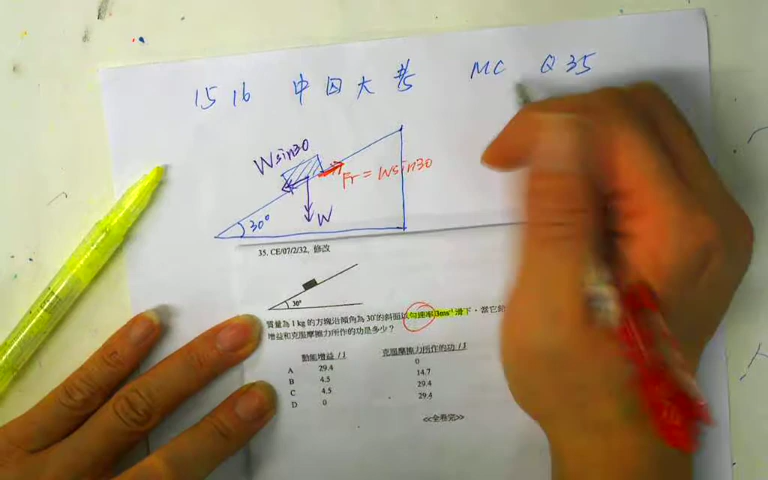 15 16 中四大考 MC Q 35
Wsin30
Fr = Wsin30
30°
W
35. CE/07/2/32, 修改
30°
質量為 1 kg 的方塊沿傾角為 30°的斜面以勻速率3ms⁻¹ 滑下,當它
增益和克服摩擦力所作的功是多少?
動能增益 / J 克服摩擦力所作的功 / J
A 29.4 0
B 4.5 14.7
C 4.5 29.4
D 0 29.4
<<全卷完>>